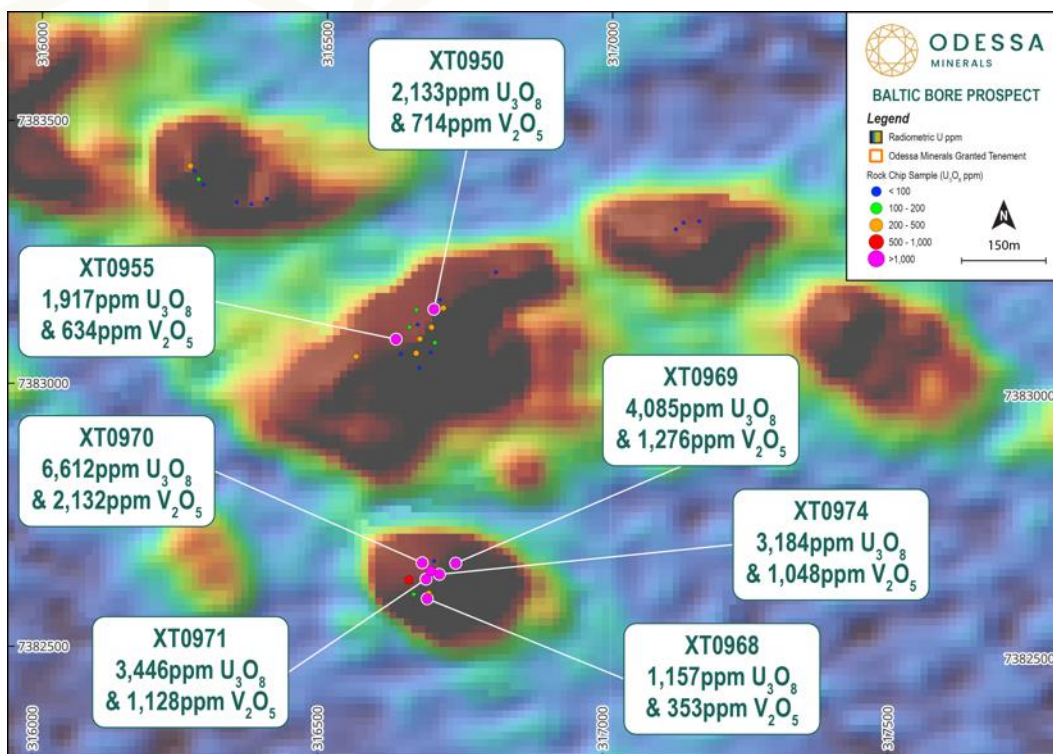 316000
316500
317000
7383500
7383000
7382500
7383000
7382500
316000
316500
317000
317500
XT0950
2,133ppm U₃O₈
& 714ppm V₂O₅
XT0955
1,917ppm U₃O₈
& 634ppm V₂O₅
XT0969
4,085ppm U₃O₈
& 1,276ppm V₂O₅
XT0970
6,612ppm U₃O₈
& 2,132ppm V₂O₅
XT0974
3,184ppm U₃O₈
& 1,048ppm V₂O₅
XT0971
3,446ppm U₃O₈
& 1,128ppm V₂O₅
XT0968
1,157ppm U₃O₈
& 353ppm V₂O₅
ODESSA
MINERALS
BALTIC BORE PROSPECT
Legend
Radiometric U ppm
Odessa Minerals Granted Tenement
Rock Chip Sample (U₃O₈ ppm)
< 100
100 - 200
200 - 500
500 - 1,000
>1,000
N
150m